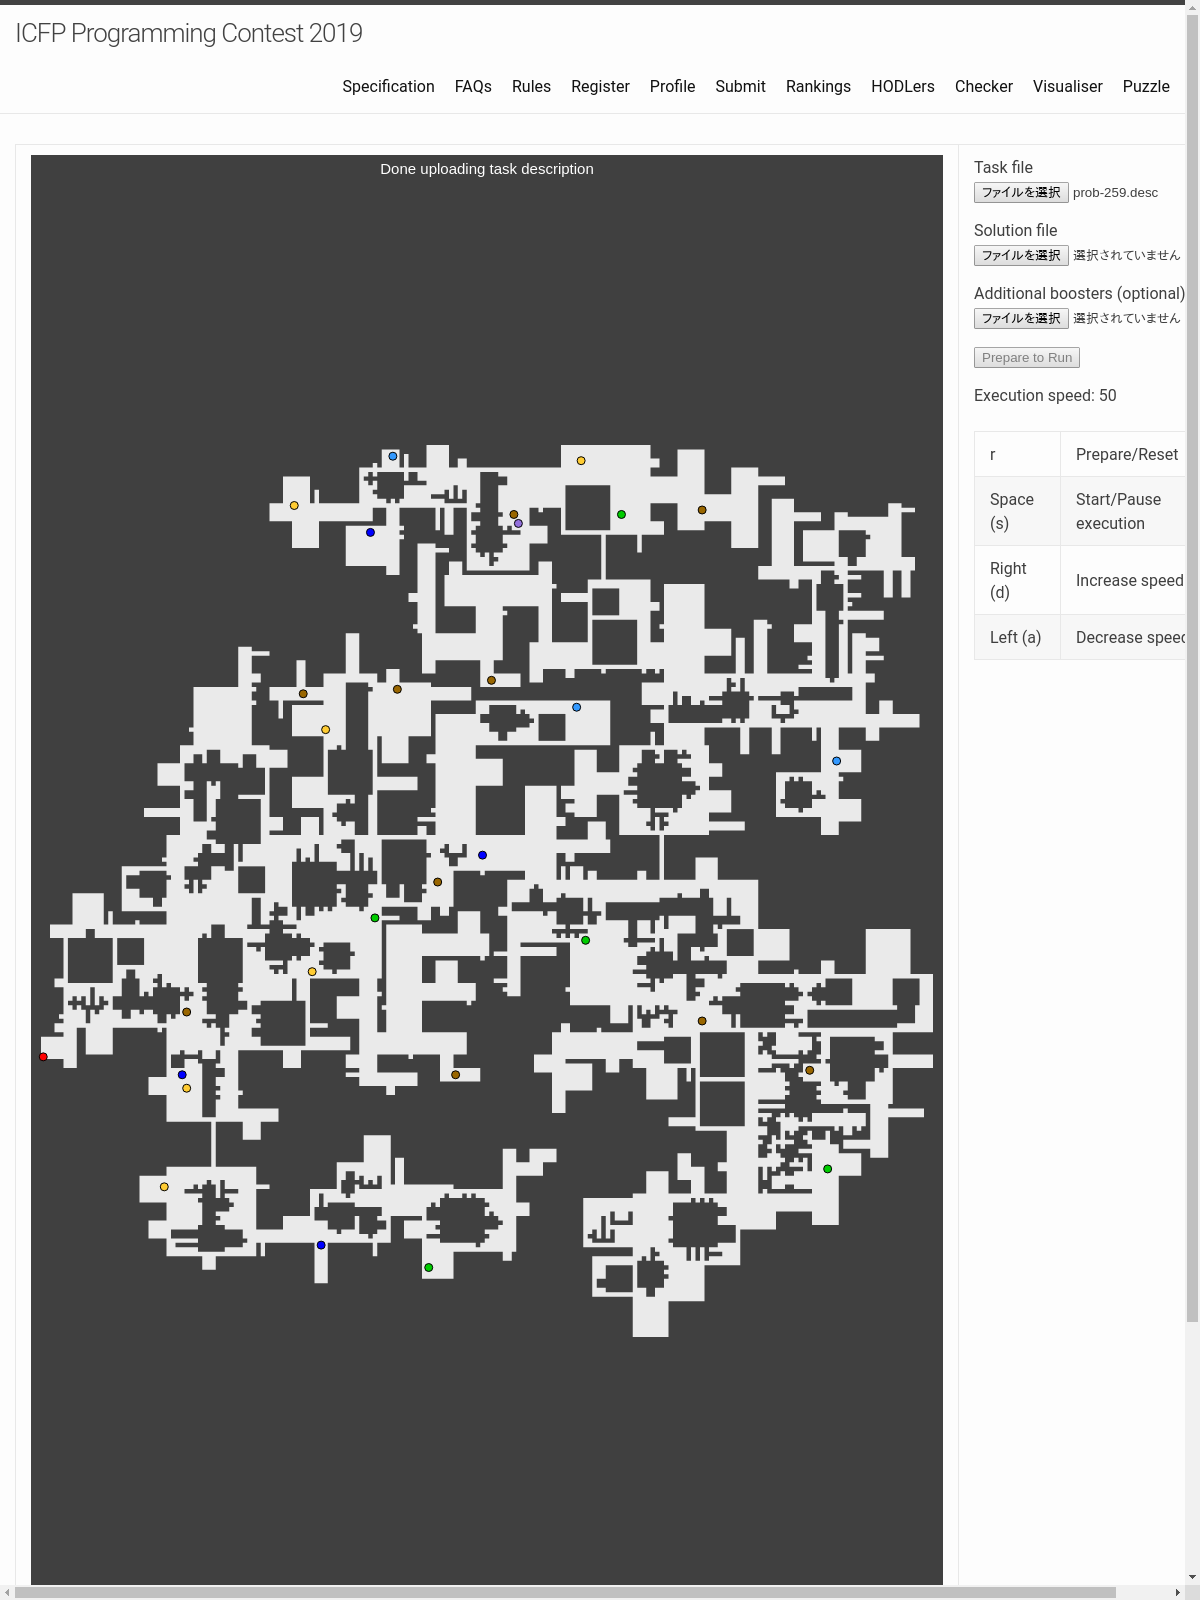 ICFP Programming Contest 2019
Specification FAQs Rules Register Profile Submit Rankings HODLers Checker Visualiser Puzzle
Done uploading task description
Task file
ファイルを選択 prob-259.desc
Solution file
ファイルを選択 選択されていません
Additional boosters (optional)
ファイルを選択 選択されていません
Prepare to Run
Execution speed: 50
r Prepare/Reset
Space (s) Start/Pause execution
Right (d) Increase speed
Left (a) Decrease speed